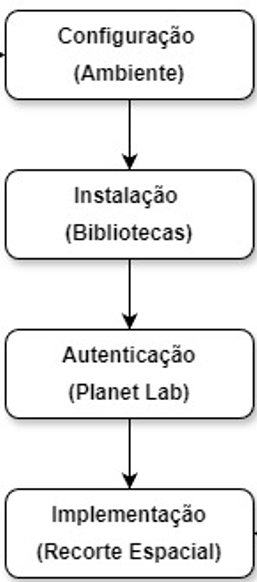 Configuração
(Ambiente)
Instalação
(Bibliotecas)
Autenticação
(Planet Lab)
Implementação
(Recorte Espacial)